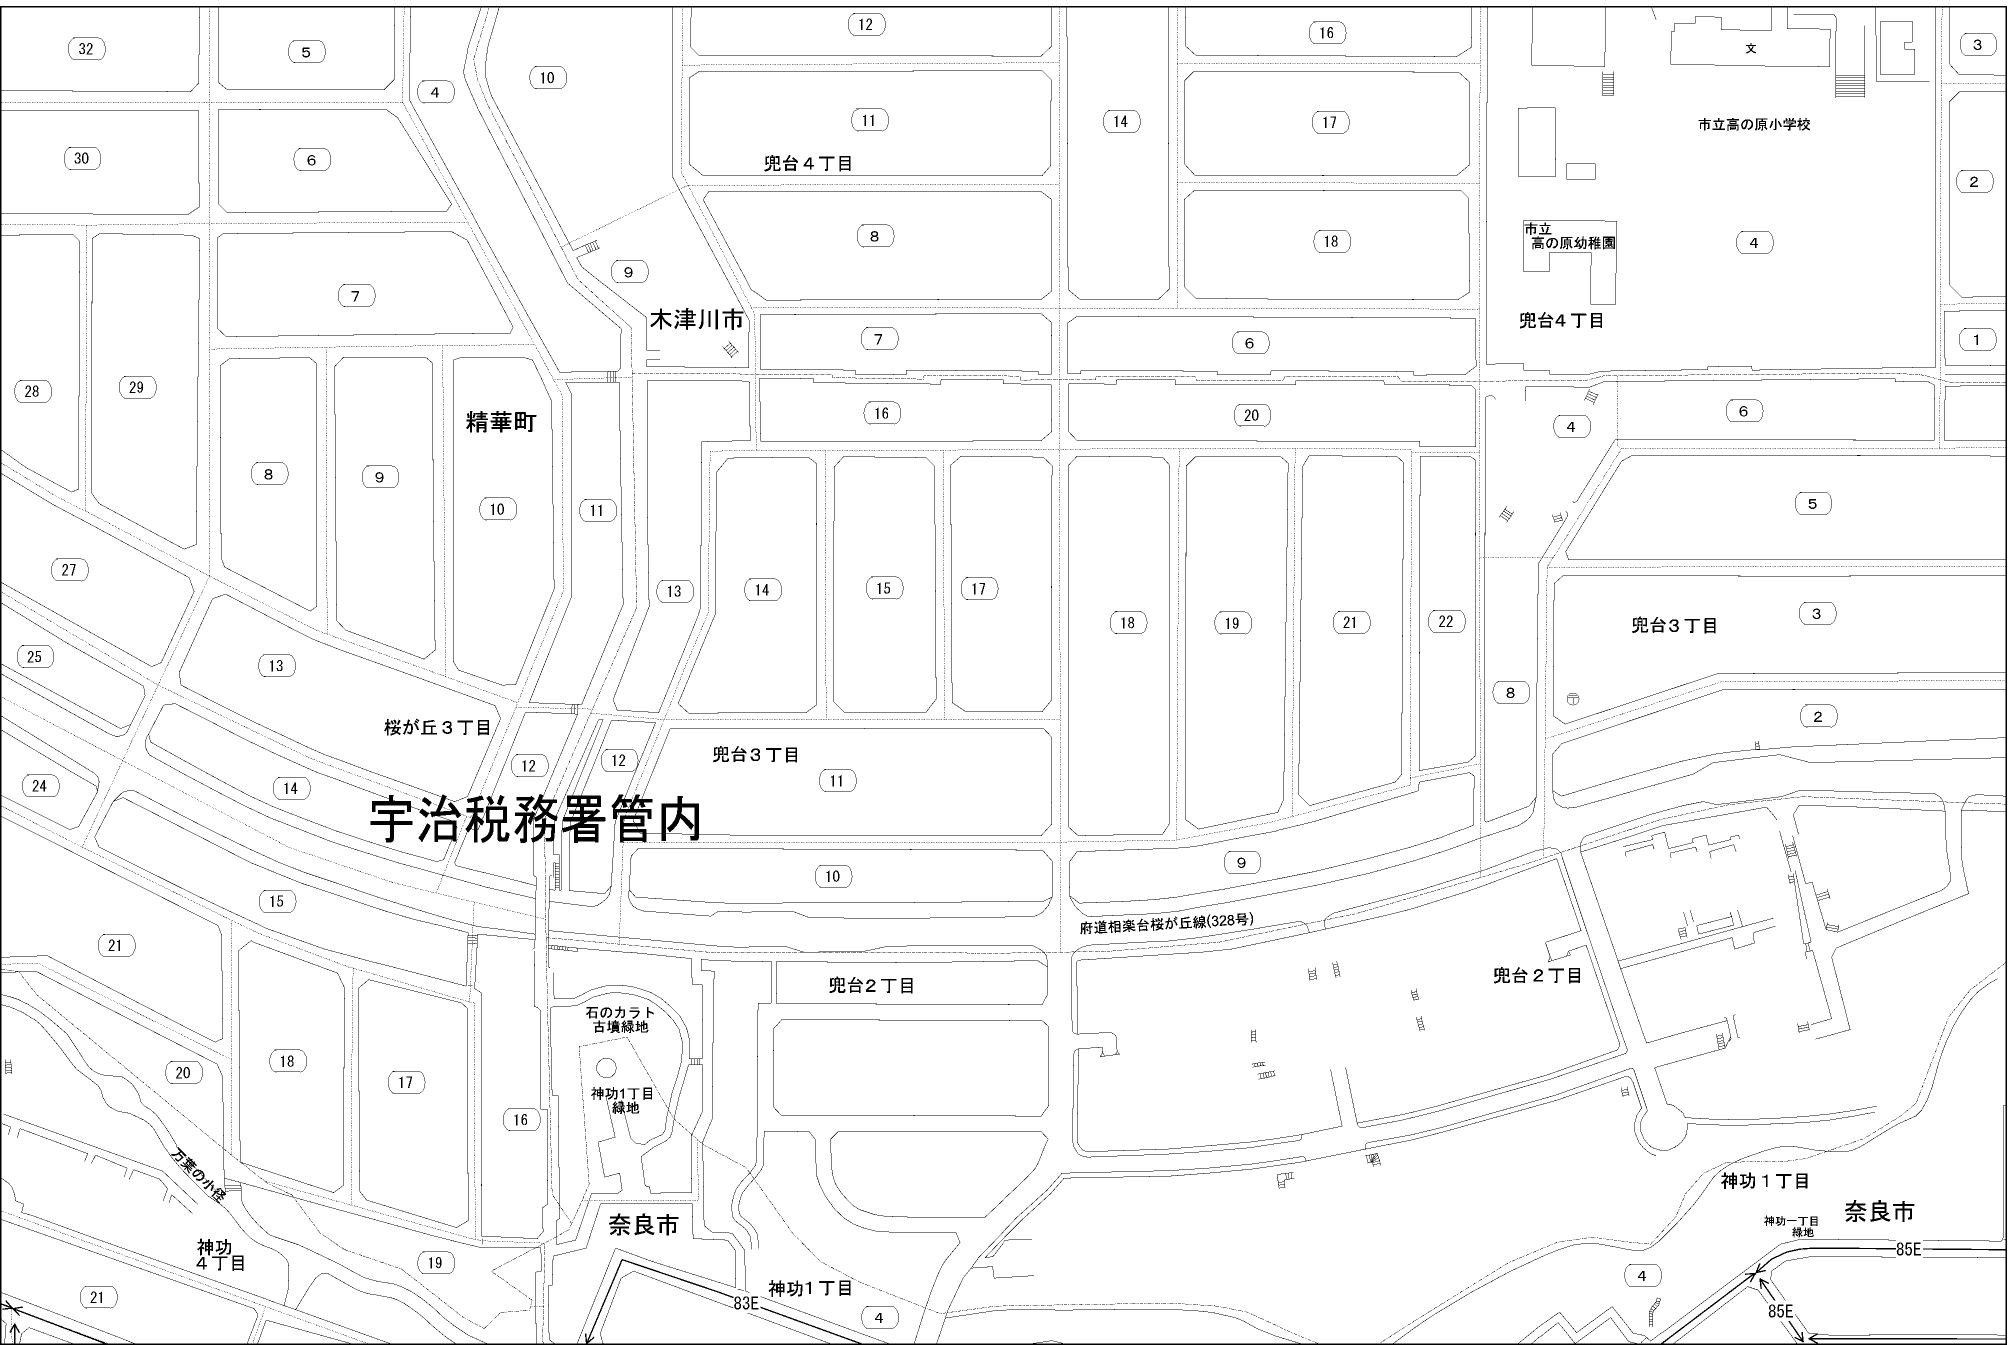 32
5
4
10
12
16
文
3
30
6
11
兜台４丁目
14
17
市立高の原小学校
2
28
29
7
9
8
18
市立
高の原幼稚園
4
木津川市
7
6
兜台４丁目
1
精華町
8
9
10
11
16
20
4
6
27
25
13
13
14
15
17
18
19
21
22
5
兜台３丁目
3
8
2
24
14
桜が丘３丁目
12
12
兜台３丁目
11
宇治税務署管内
15
10
9
府道相楽台桜が丘線(328号)
21
兜台２丁目
兜台２丁目
石のカラト
古墳緑地
20
18
17
16
神功1丁目
緑地
万葉の小径
神功
４丁目
19
21
奈良市
83E
神功１丁目
4
神功１丁目
奈良市
神功一丁目
緑地
85E
4
85E